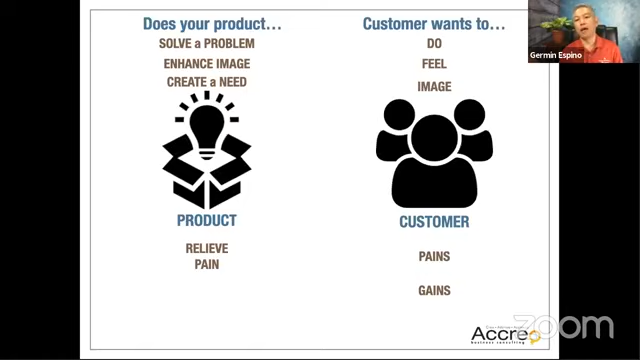 Does your product…
SOLVE a PROBLEM
ENHANCE IMAGE
CREATE a NEED
PRODUCT
RELIEVE
PAIN
Customer wants to…
DO
FEEL
IMAGE
CUSTOMER
PAINS
GAINS
Germin Espino
Accreo
business consulting
zoom